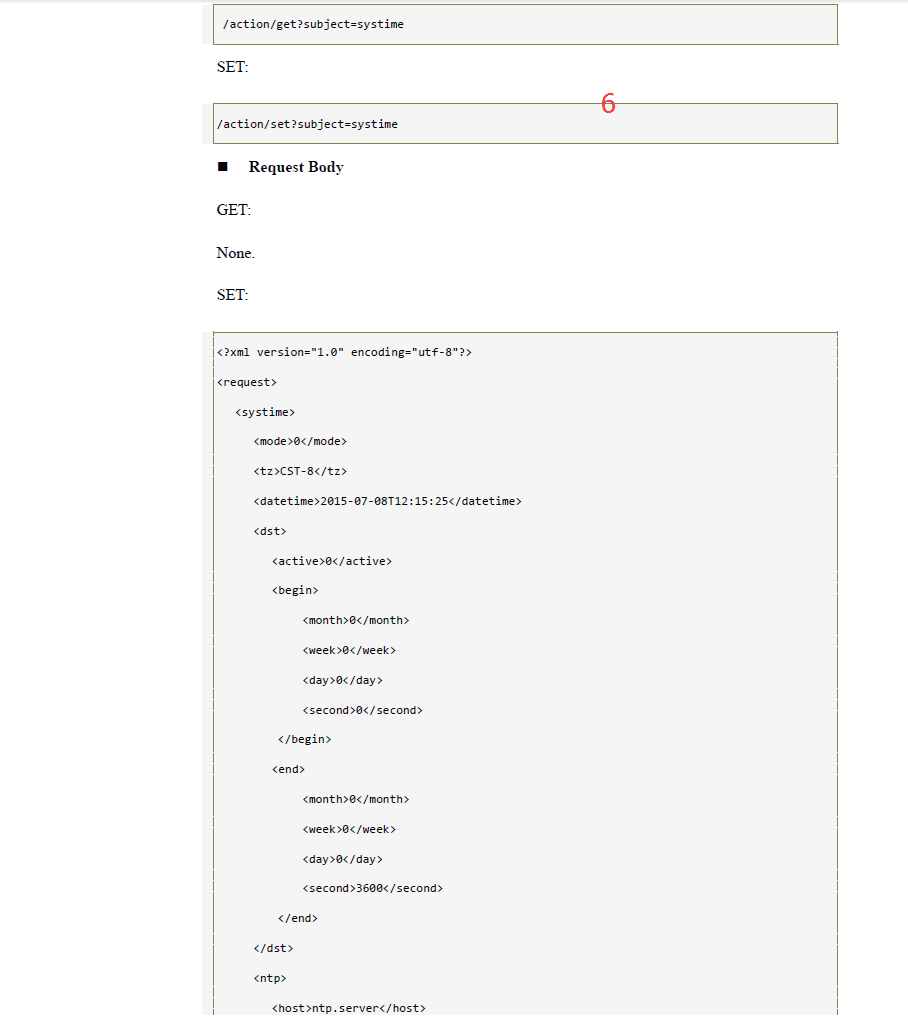 /action/get?subject=systime
SET:
6
/action/set?subject=systime
■ Request Body
GET:
None.
SET:
<?xml version="1.0" encoding="utf-8"?>
<request>
<systime>
<mode>0</mode>
<tz>CST-8</tz>
<datetime>2015-07-08T12:15:25</datetime>
<dst>
<active>0</active>
<begin>
<month>0</month>
<week>0</week>
<day>0</day>
<second>0</second>
</begin>
<end>
<month>0</month>
<week>0</week>
<day>0</day>
<second>3600</second>
</end>
</dst>
<ntp>
<host>ntp.server</host>